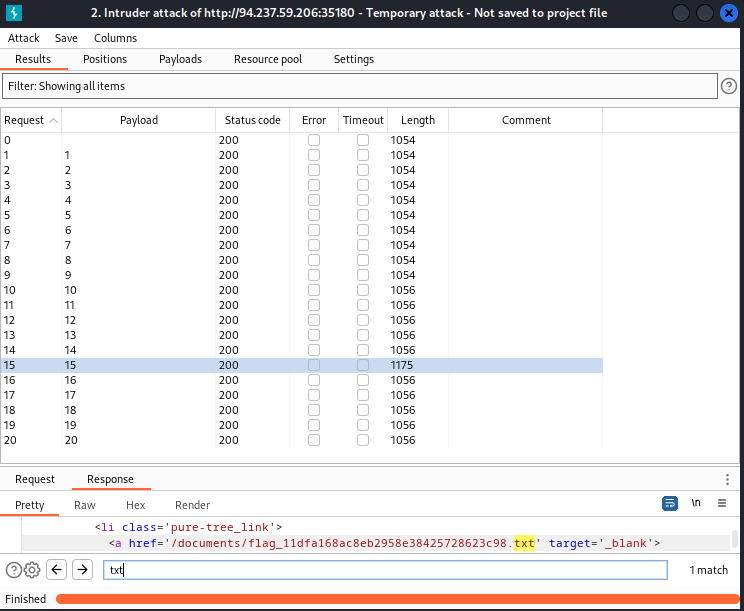 2. Intruder attack of http://94.237.59.206:35180 - Temporary attack - Not saved to project file
Attack Save Columns
Results Positions Payloads Resource pool Settings
Filter: Showing all items
Request Payload Status code Error Timeout Length Comment
0 200 1054
1 1 200 1054
2 2 200 1054
3 3 200 1054
4 4 200 1054
5 5 200 1054
6 6 200 1054
7 7 200 1054
8 8 200 1054
9 9 200 1054
10 10 200 1056
11 11 200 1056
12 12 200 1056
13 13 200 1056
14 14 200 1056
15 15 200 1175
16 16 200 1056
17 17 200 1056
18 18 200 1056
19 19 200 1056
20 20 200 1056
Request Response
Pretty Raw Hex Render \n
<li class='pure-tree_link'>
<a href='/documents/flag_11dfa168ac8eb2958e38425728623c98.txt' target='_blank'>
txt 1 match
Finished